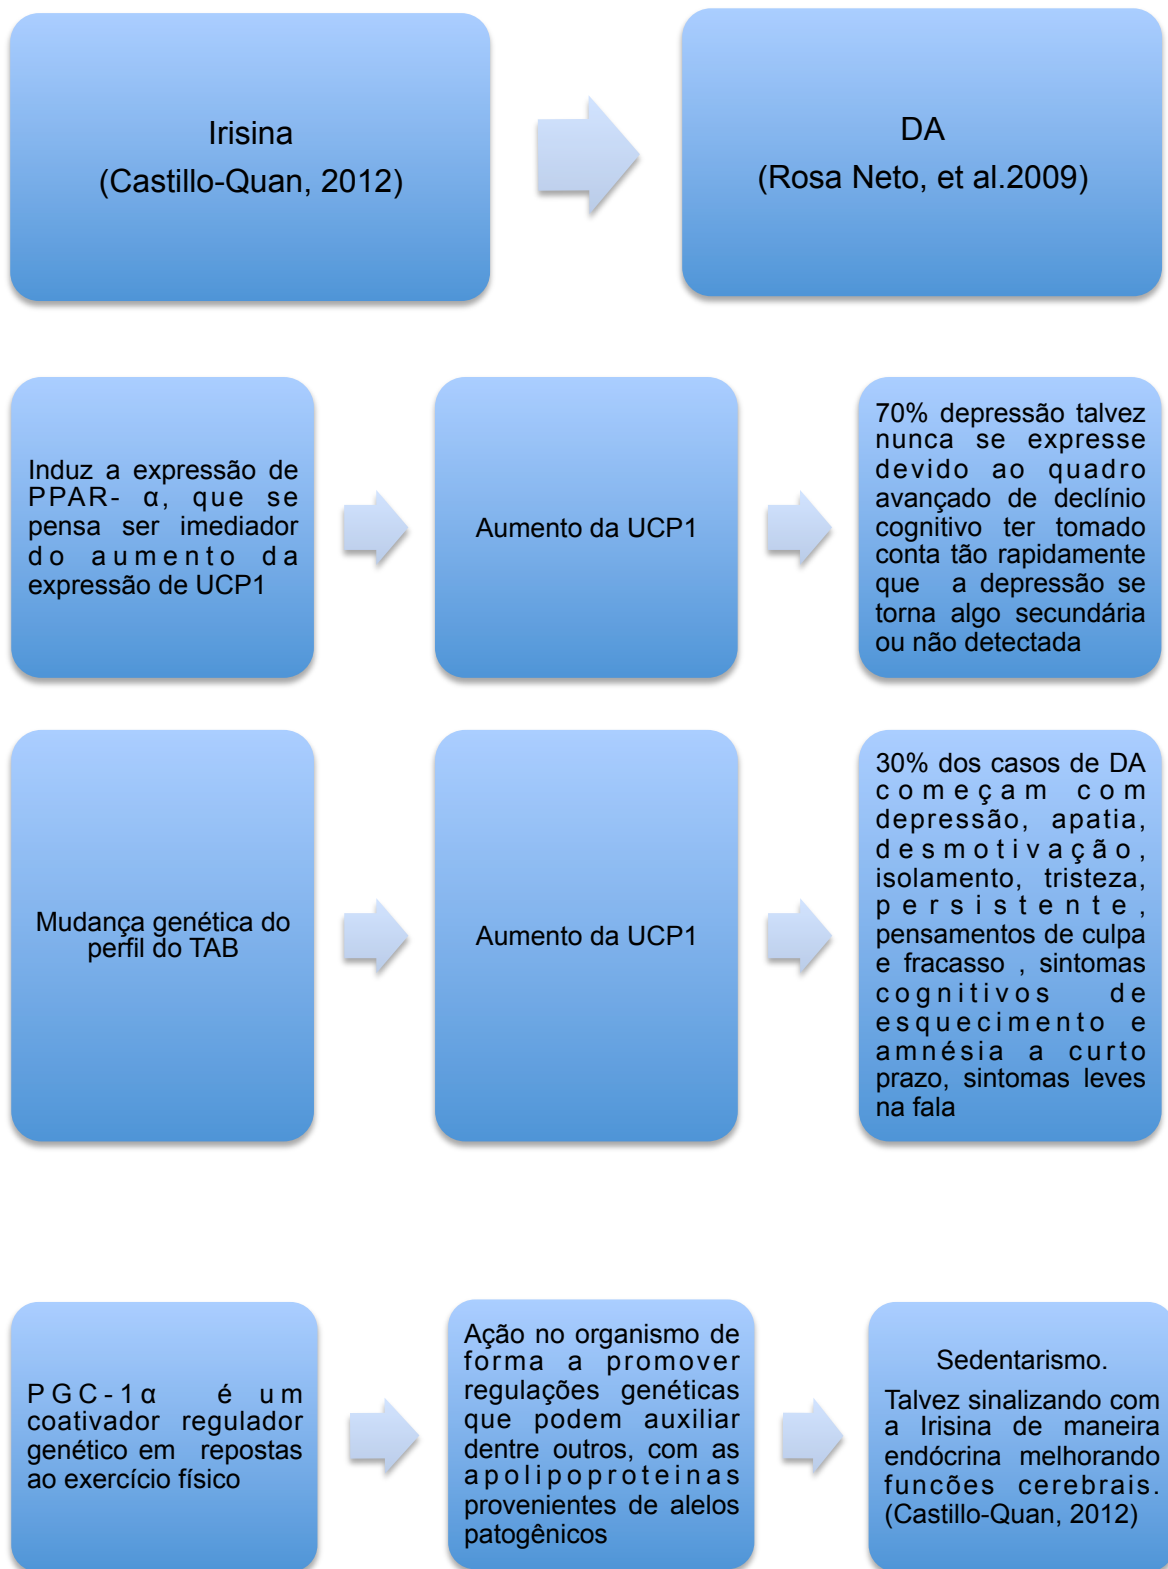 Irisina
(Castillo-Quan, 2012)
DA
(Rosa Neto, et al.2009)
Induz a expressão de
PPAR- α, que se
pensa ser imediador
do aumento da
expressão de UCP1
Aumento da UCP1
70% depressão talvez
nunca se expresse
devido ao quadro
avançado de declínio
cognitivo ter tomado
conta tão rapidamente
que a depressão se
torna algo secundária
ou não detectada
Mudança genética do
perfil do TAB
Aumento da UCP1
30% dos casos de DA
começam com
depressão, apatia,
desmotivação,
isolamento, tristeza,
persistente,
pensamentos de culpa
e fracasso , sintomas
cognitivos de
esquecimento e
amnésia a curto
prazo, sintomas leves
na fala
PGC-1α é um
coativador regulador
genético em repostas
ao exercício físico
Ação no organismo de
forma a promover
regulações genéticas
que podem auxiliar
dentre outros, com as
apolipoproteinas
provenientes de alelos
patogênicos
Sedentarismo.
Talvez sinalizando com
a Irisina de maneira
endócrina melhorando
funcões cerebrais.
(Castillo-Quan, 2012)